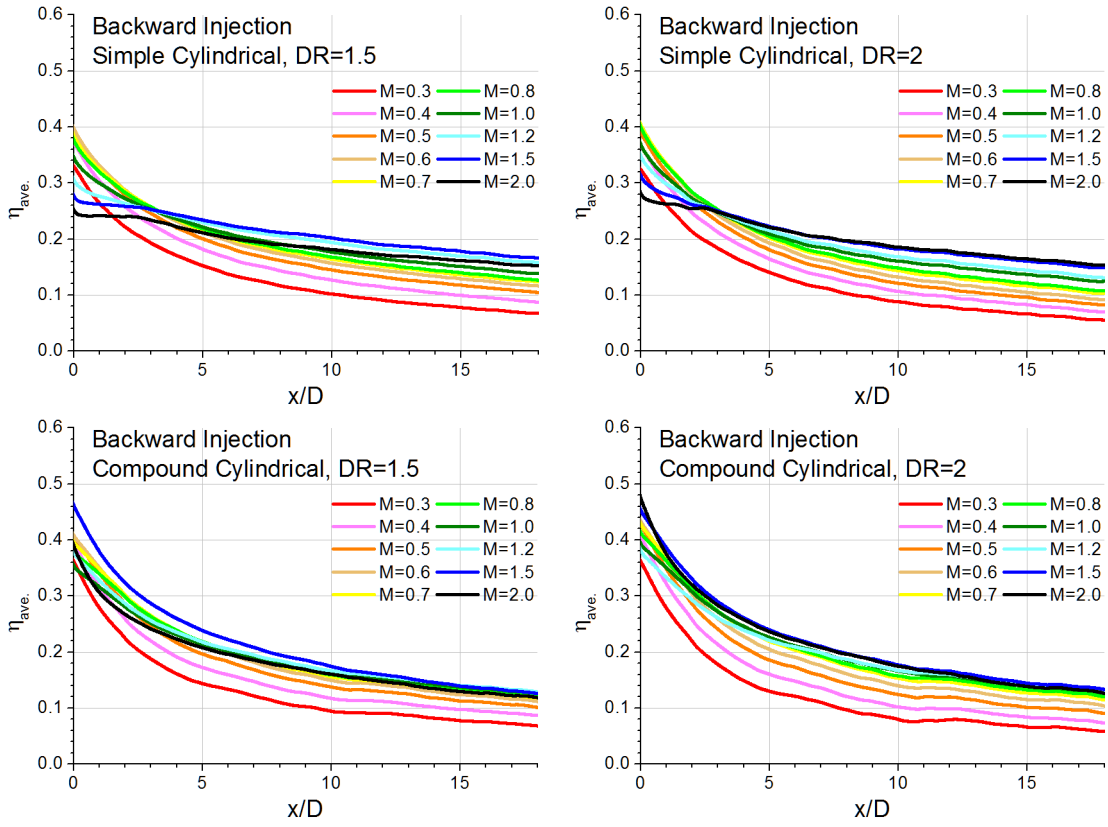 Backward Injection
Simple Cylindrical, DR=1.5
M=0.3 M=0.8
M=0.4 M=1.0
M=0.5 M=1.2
M=0.6 M=1.5
M=0.7 M=2.0
0.6
0.5
0.4
0.3
0.2
0.1
0.0
ηave.
0 5 10 15
x/D
Backward Injection
Simple Cylindrical, DR=2
M=0.3 M=0.8
M=0.4 M=1.0
M=0.5 M=1.2
M=0.6 M=1.5
M=0.7 M=2.0
0.6
0.5
0.4
0.3
0.2
0.1
0.0
ηave.
0 5 10 15
x/D
Backward Injection
Compound Cylindrical, DR=1.5
M=0.3 M=0.8
M=0.4 M=1.0
M=0.5 M=1.2
M=0.6 M=1.5
M=0.7 M=2.0
0.6
0.5
0.4
0.3
0.2
0.1
0.0
ηave.
0 5 10 15
x/D
Backward Injection
Compound Cylindrical, DR=2
M=0.3 M=0.8
M=0.4 M=1.0
M=0.5 M=1.2
M=0.6 M=1.5
M=0.7 M=2.0
0.6
0.5
0.4
0.3
0.2
0.1
0.0
ηave.
0 5 10 15
x/D